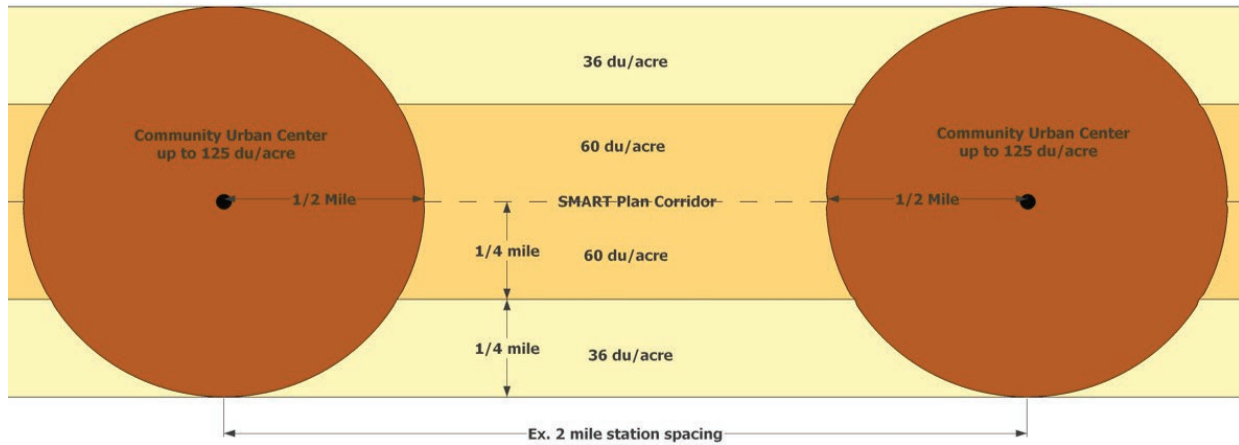 36 du/acre
Community Urban Center
up to 125 du/acre
60 du/acre
Community Urban Center
up to 125 du/acre
1/2 Mile
SMART Plan Corridor
1/2 Mile
1/4 mile
60 du/acre
1/4 mile
36 du/acre
Ex. 2 mile station spacing